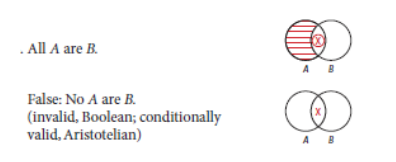 . All A are B.
X
A B
False: No A are B.
(invalid, Boolean; conditionally
valid, Aristotelian)
X
A B